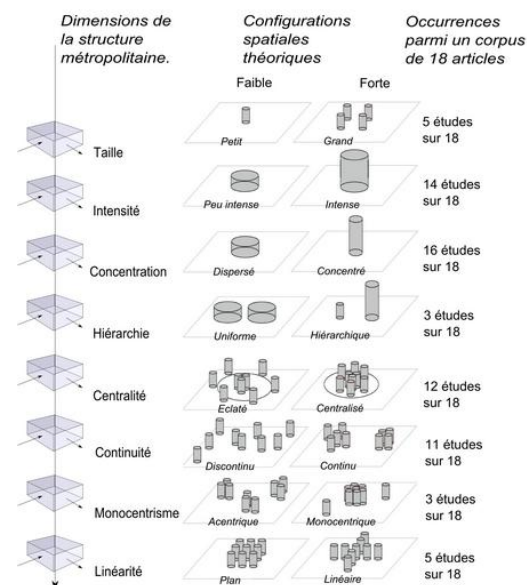 Dimensions de
la structure
métropolitaine.
Configurations
spatiales
théoriques
Occurrences
parmi un corpus
de 18 articles
Faible
Forte
Taille
Petit
Grand
5 études
sur 18
Intensité
Peu intense
Intense
14 études
sur 18
Concentration
Dispersé
Concentré
16 études
sur 18
Hiérarchie
Uniforme
Hiérarchique
3 études
sur 18
Centralité
Eclaté
Centralisé
12 études
sur 18
Continuité
Discontinu
Continu
11 études
sur 18
Monocentrisme
Acentrique
Monocentrique
3 études
sur 18
Linéarité
Plan
Linéaire
5 études
sur 18